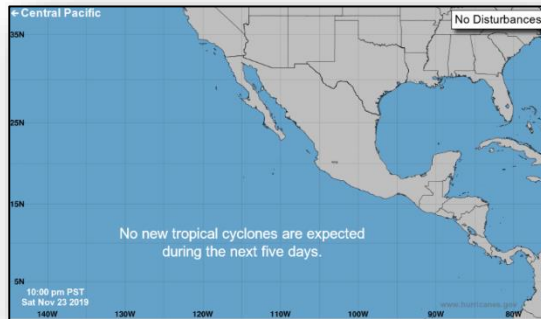 ← Central Pacific
No Disturbances
35N
25N
15N
No new tropical cyclones are expected
during the next five days.
5N
10:00 pm PST
Sat Nov 23 2019
www.hurricanes.gov
140W
130W
120W
110W
100W
90W
80W